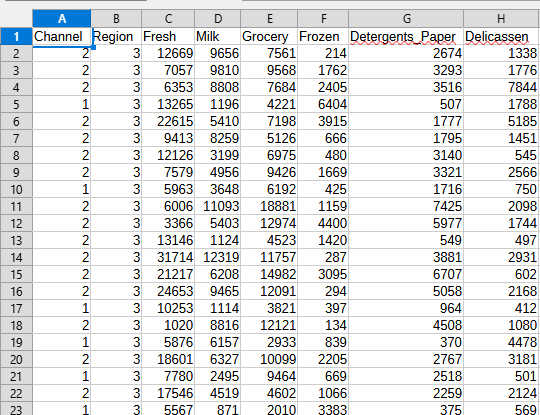 A B C D E F G H
1 Channel Region Fresh Milk Grocery Frozen Detergents_Paper Delicassen
2 2 3 12669 9656 7561 214 2674 1338
3 2 3 7057 9810 9568 1762 3293 1776
4 2 3 6353 8808 7684 2405 3516 7844
5 1 3 13265 1196 4221 6404 507 1788
6 2 3 22615 5410 7198 3915 1777 5185
7 2 3 9413 8259 5126 666 1795 1451
8 2 3 12126 3199 6975 480 3140 545
9 2 3 7579 4956 9426 1669 3321 2566
10 1 3 5963 3648 6192 425 1716 750
11 2 3 6006 11093 18881 1159 7425 2098
12 2 3 3366 5403 12974 4400 5977 1744
13 2 3 13146 1124 4523 1420 549 497
14 2 3 31714 12319 11757 287 3881 2931
15 2 3 21217 6208 14982 3095 6707 602
16 2 3 24653 9465 12091 294 5058 2168
17 1 3 10253 1114 3821 397 964 412
18 2 3 1020 8816 12121 134 4508 1080
19 1 3 5876 6157 2933 839 370 4478
20 2 3 18601 6327 10099 2205 2767 3181
21 1 3 7780 2495 9464 669 2518 501
22 2 3 17546 4519 4602 1066 2259 2124
23 1 3 5567 871 2010 3383 375 569